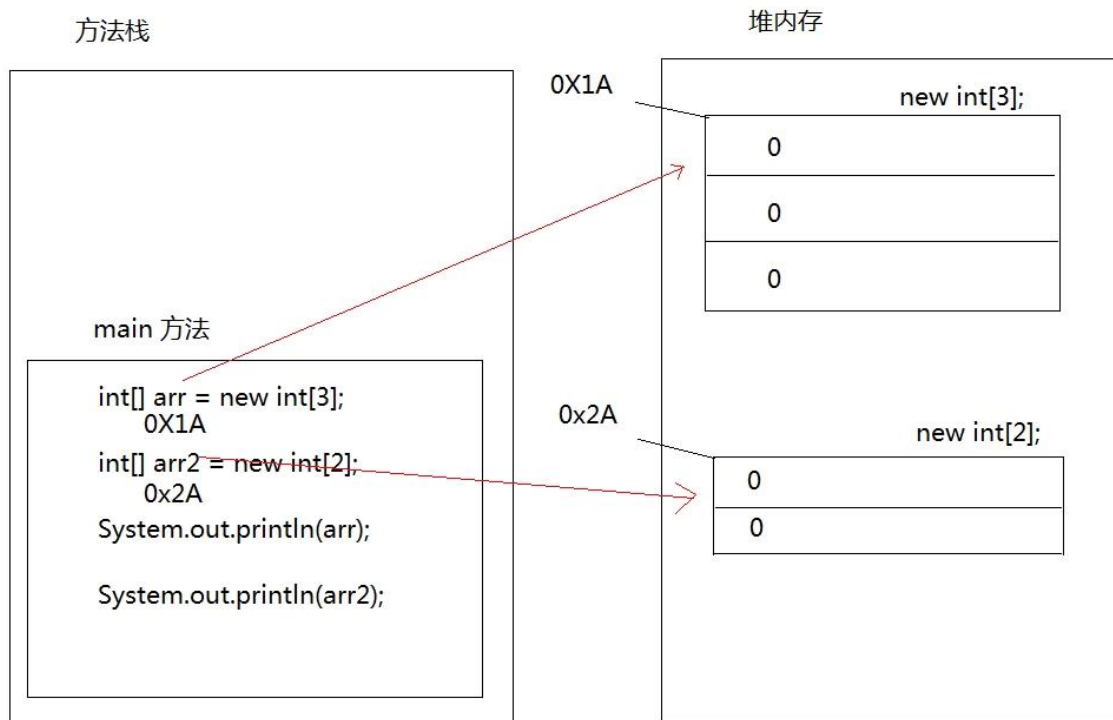 方法栈
堆内存
0X1A
new int[3];
0
0
0
main 方法
int[] arr = new int[3];
0X1A
int[] arr2 = new int[2];
0x2A
System.out.println(arr);
System.out.println(arr2);
0x2A
new int[2];
0
0